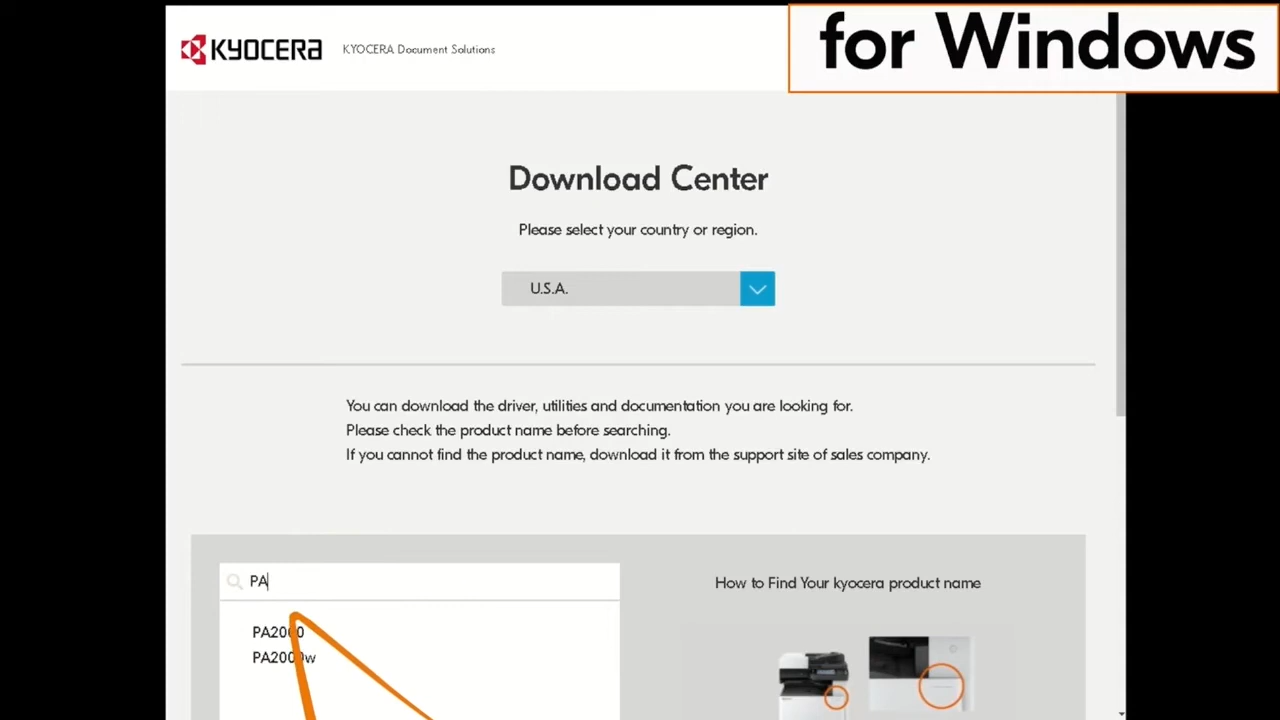 for Windows
KYOCERA
KYOCERA Document Solutions
Download Center
Please select your country or region.
U.S.A.
You can download the driver, utilities and documentation you are looking for.
Please check the product name before searching.
If you cannot find the product name, download it from the support site of sales company.
PA
How to Find Your kyocera product name
PA2000
PA2000w